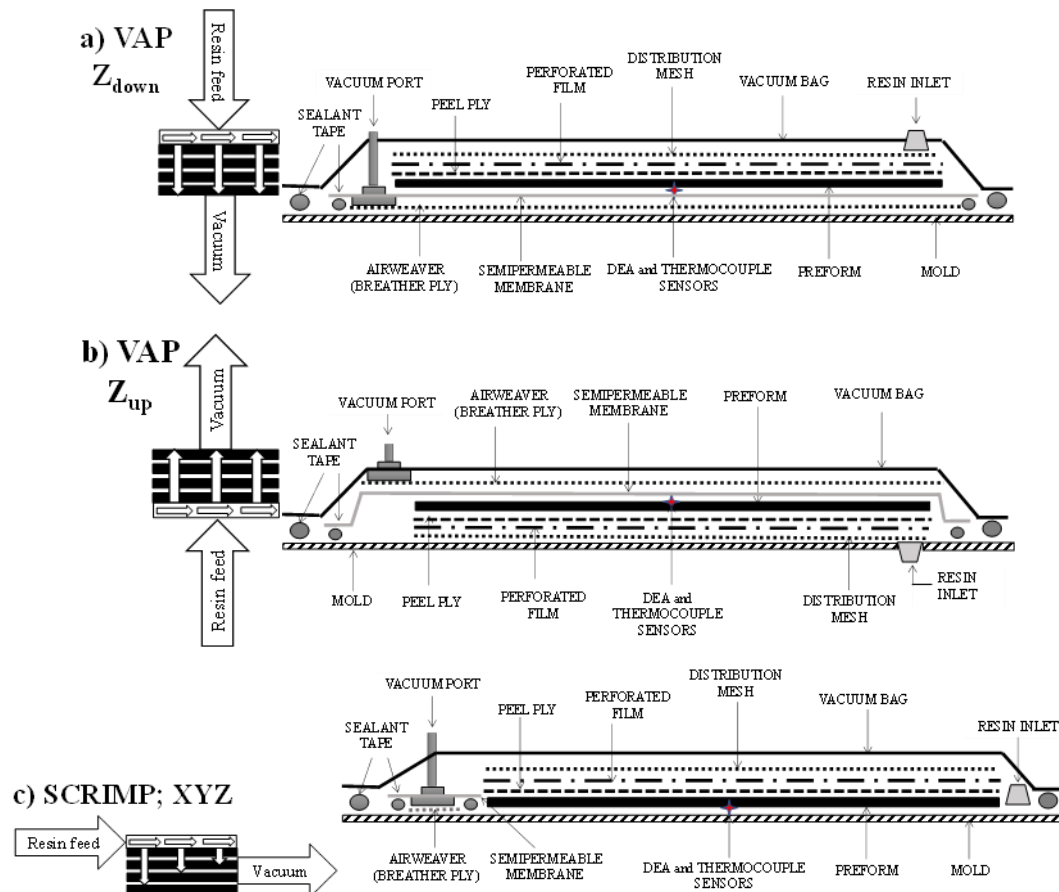 a) VAP
Z_down
Resin feed
Vacuum
SEALANT
TAPE
VACUUM PORT
PEEL PLY
PERFORATED
FILM
DISTRIBUTION
MESH
VACUUM BAG
RESIN INLET
AIRWEAVER
(BREATHER PLY)
SEMIPERMEABLE
MEMBRANE
DEA and THERMOCOUPLE
SENSORS
PREFORM
MOLD
b) VAP
Z_up
Vacuum
Resin feed
SEALANT
TAPE
VACUUM PORT
AIRWEAVER
(BREATHER PLY)
SEMIPERMEABLE
MEMBRANE
PREFORM
VACUUM BAG
MOLD
PEEL PLY
PERFORATED
FILM
DEA and
THERMOCOUPLE
SENSORS
DISTRIBUTION
MESH
RESIN
INLET
c) SCRIMP; XYZ
Resin feed
Vacuum
SEALANT
TAPE
VACUUM PORT
PEEL PLY
PERFORATED
FILM
DISTRIBUTION
MESH
VACUUM BAG
RESIN INLET
AIRWEAVER
(BREATHER PLY)
SEMIPERMEABLE
MEMBRANE
DEA and THERMOCOUPLE
SENSORS
PREFORM
MOLD